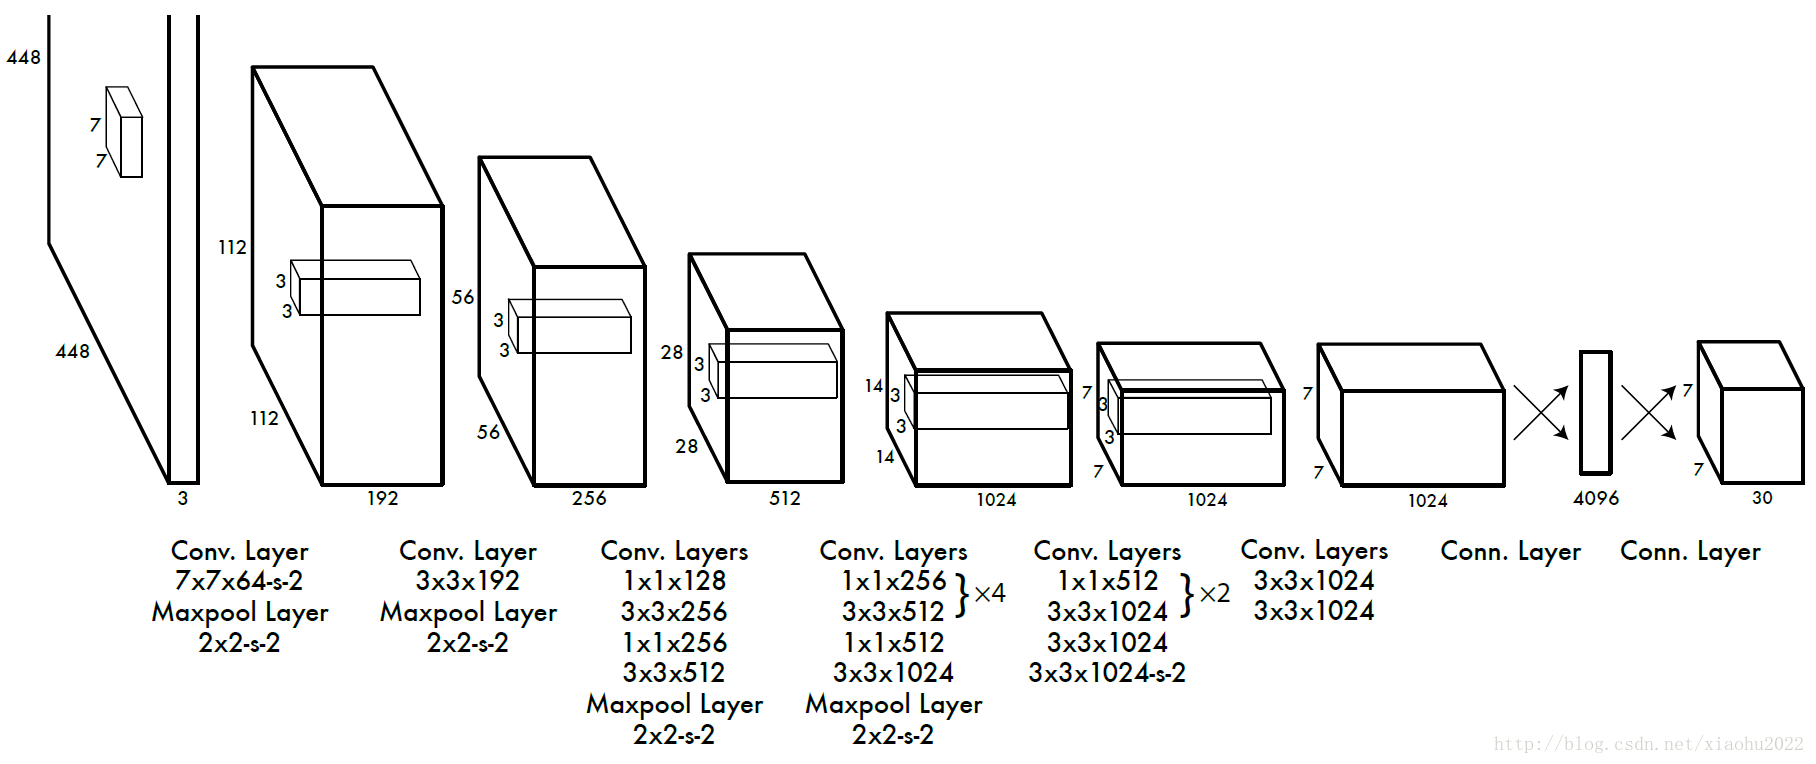 448
7
7
448
3
112
3
3
112
192
56
3
3
56
256
28
3
3
28
512
14
3
3
14
1024
7
3
3
7
1024
7
7
1024
4096
7
7
30
Conv. Layer
7x7x64-s-2
Maxpool Layer
2x2-s-2
Conv. Layer
3x3x192
Maxpool Layer
2x2-s-2
Conv. Layers
1x1x128
3x3x256
1x1x256
3x3x512
Maxpool Layer
2x2-s-2
Conv. Layers
1x1x256
3x3x512
} ×4
1x1x512
3x3x1024
Maxpool Layer
2x2-s-2
Conv. Layers
1x1x512
3x3x1024
} ×2
3x3x1024
3x3x1024-s-2
Conv. Layers
3x3x1024
3x3x1024
Conn. Layer
Conn. Layer
http://blog.csdn.net/xiaohu2022